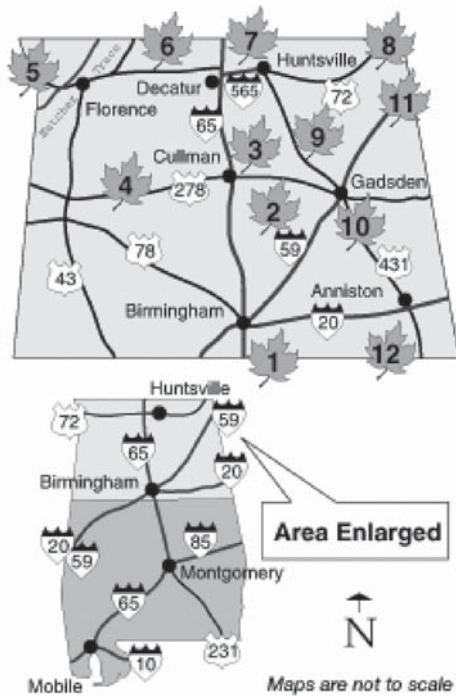 7
8
6
Huntsville
5
Natchez Trace
Decatur
565
72
11
Florence
65
9
3
Cullman
4
278
Gadsden
2
10
59
78
431
43
Anniston
Birmingham
20
1
12
Huntsville
72
59
65
Birmingham
20
Area Enlarged
20
59
85
Montgomery
65
N
231
10
Mobile
Maps are not to scale